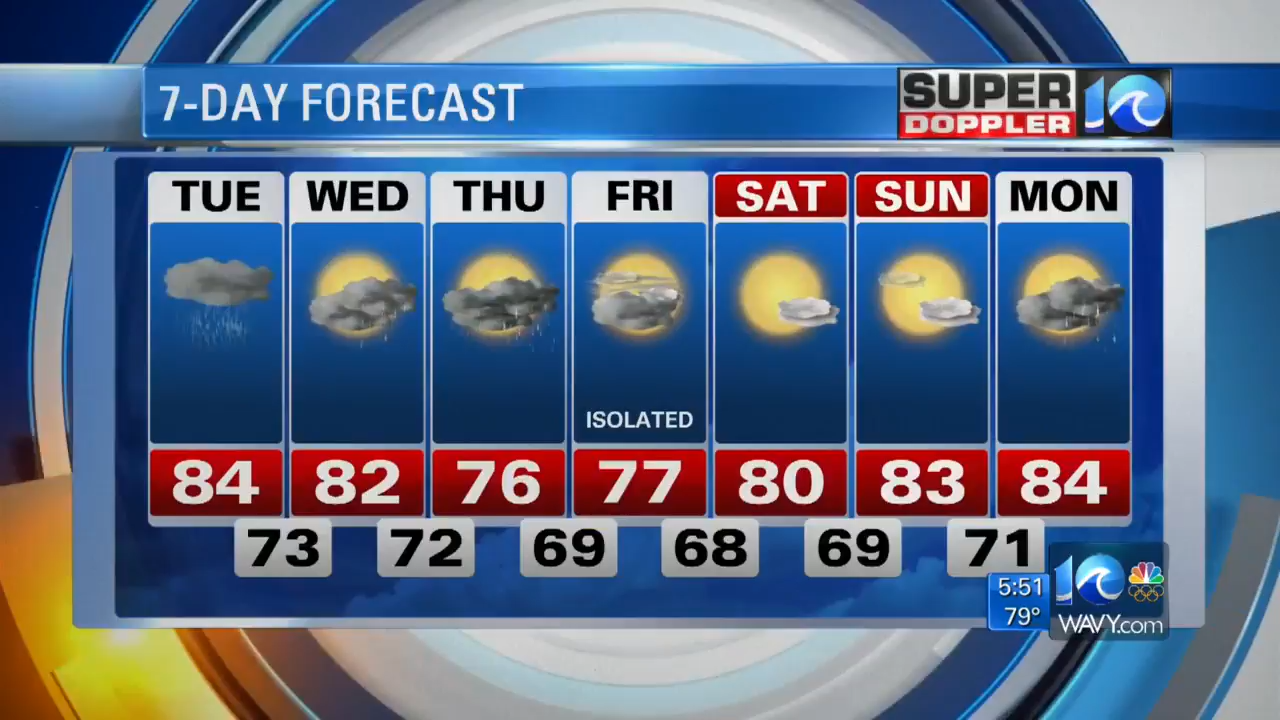 7-DAY FORECAST
SUPER
DOPPLER
10
TUE WED THU FRI SAT SUN MON
ISOLATED
84 82 76 77 80 83 84
73 72 69 68 69 71
5:51
79°
10
WAVY.com